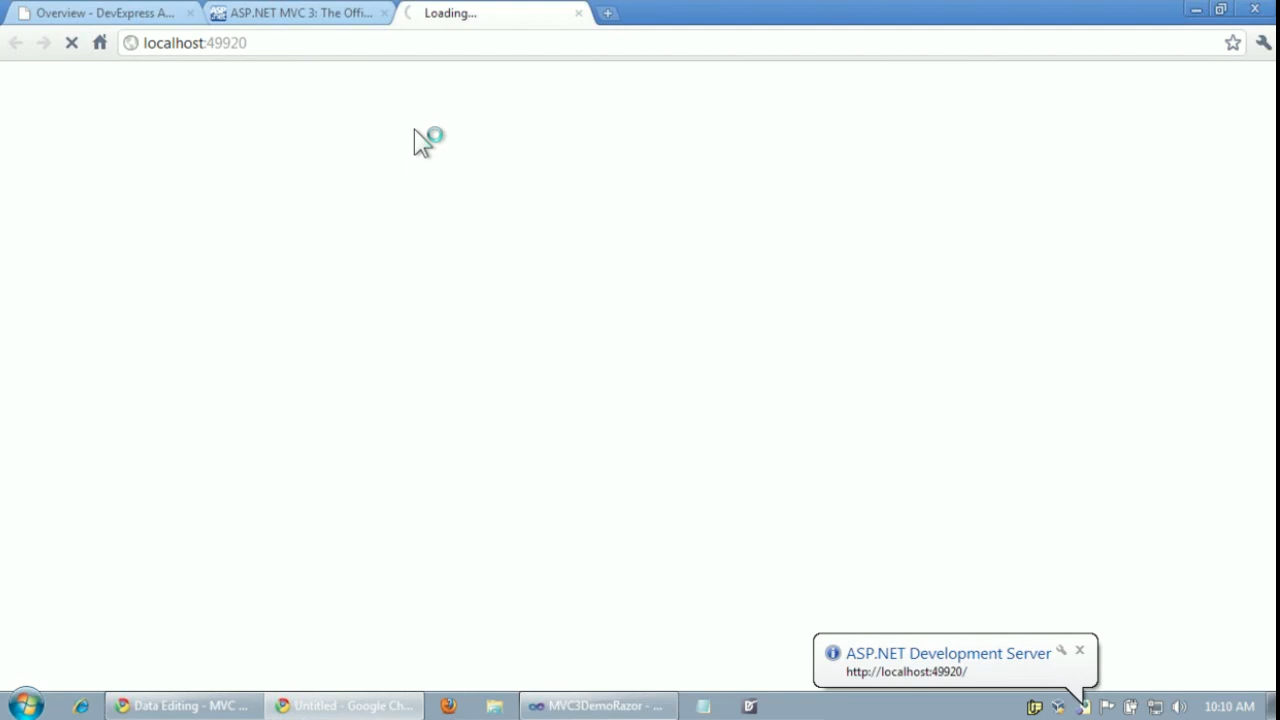 Overview - DevExpress A...
ASP.NET MVC 3: The Offi...
Loading...
localhost:49920
ASP.NET Development Server
http://localhost:49920/
Data Editing - MVC ...
Untitled - Google Ch...
MVC3DemoRazor - ...
10:10 AM